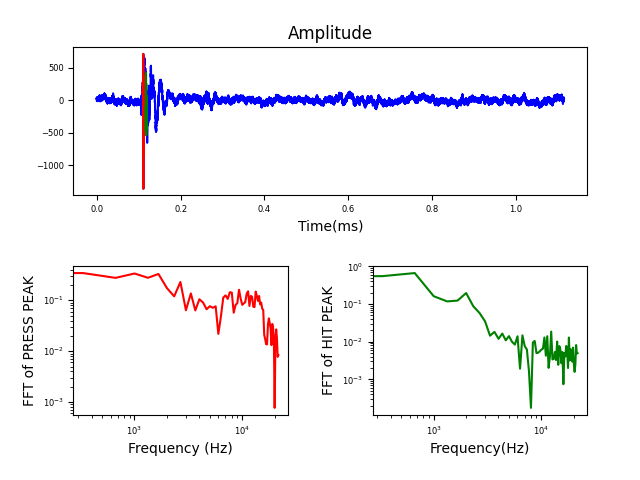 Amplitude
500
0
−500
−1000
0.0 0.2 0.4 0.6 0.8 1.0
Time(ms)
FFT of PRESS PEAK
10⁻¹
10⁻²
10⁻³
10³ 10⁴
Frequency (Hz)
FFT of HIT PEAK
10⁰
10⁻¹
10⁻²
10⁻³
10³ 10⁴
Frequency(Hz)